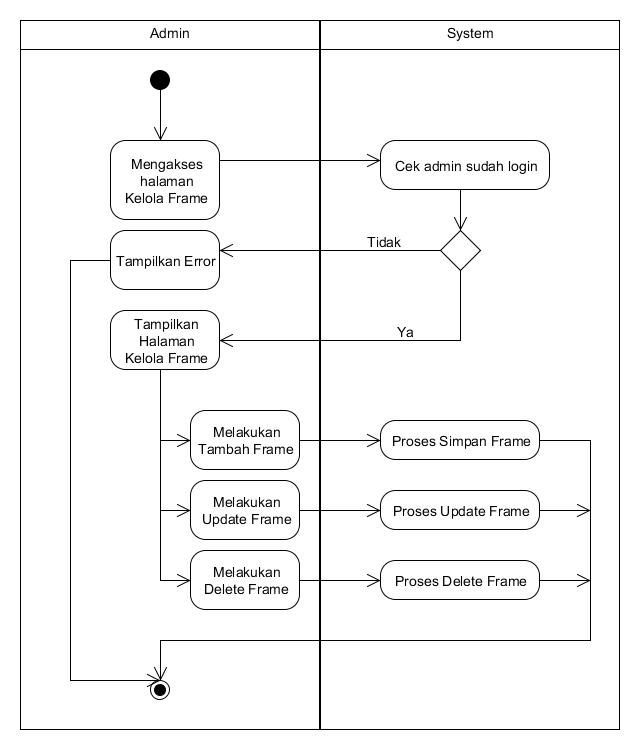 Admin
System
Mengakses
halaman
Kelola Frame
Cek admin sudah login
Tidak
Tampilkan Error
Ya
Tampilkan
Halaman
Kelola Frame
Melakukan
Tambah Frame
Proses Simpan Frame
Melakukan
Update Frame
Proses Update Frame
Melakukan
Delete Frame
Proses Delete Frame